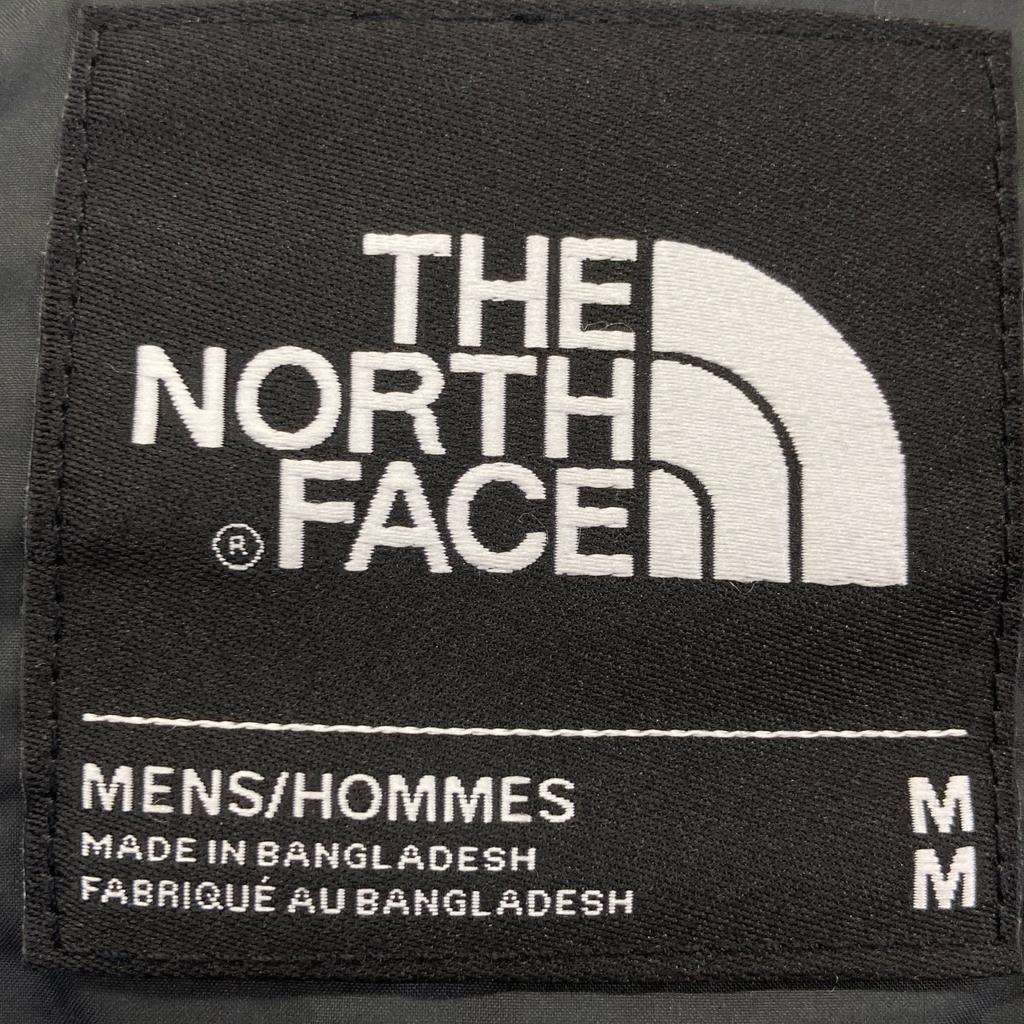 THE
NORTH
®FACE
MENS/HOMMES M
MADE IN BANGLADESH
FABRIQUÉ AU BANGLADESH M